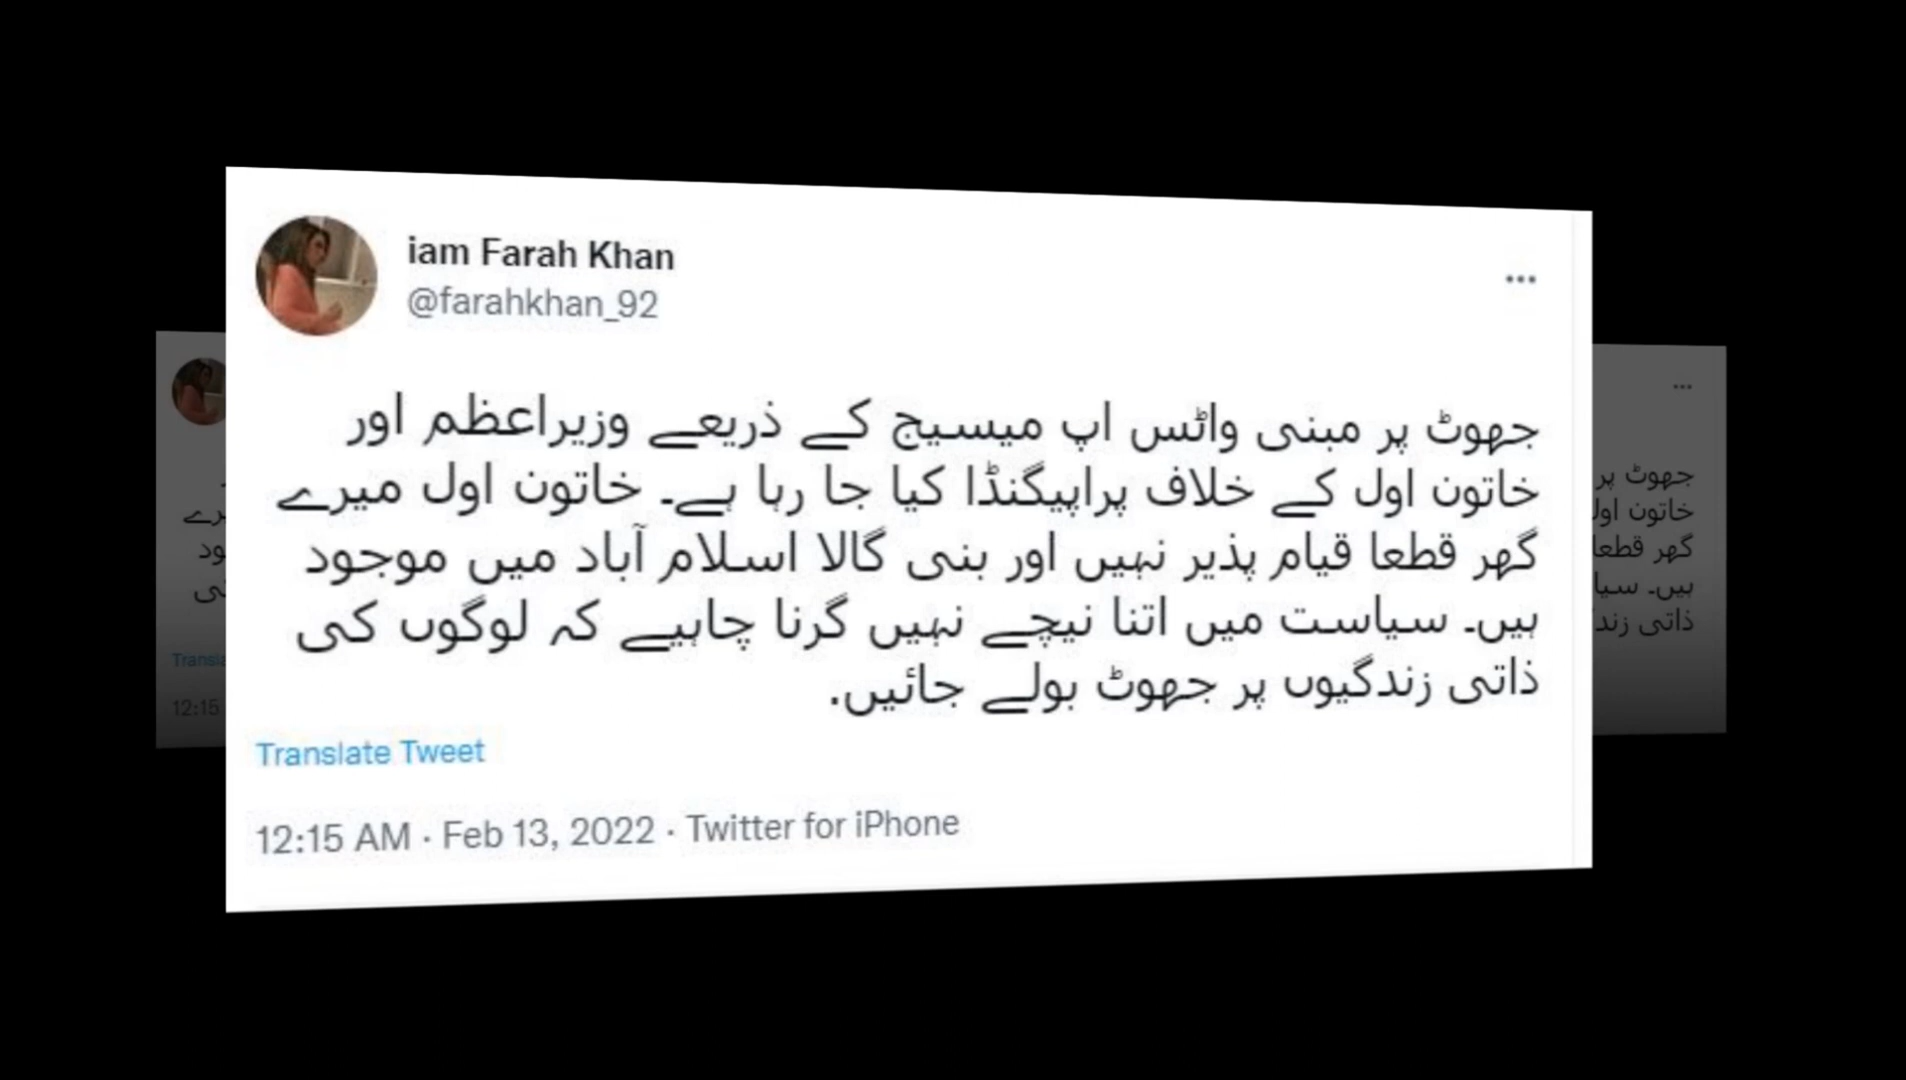 iam Farah Khan
@farahkhan_92
جھوٹ پر مبنی واٹس اپ میسیج کے ذریعے وزیراعظم اور
خاتون اول کے خلاف پراپیگنڈا کیا جا رہا ہے۔ خاتون اول میرے
گھر قطعا قیام پذیر نہیں اور بنی گالا اسلام آباد میں موجود
ہیں۔ سیاست میں اتنا نیچے نہیں گرنا چاہیے کہ لوگوں کی
ذاتی زندگیوں پر جھوٹ بولے جائیں.
Translate Tweet
12:15 AM · Feb 13, 2022 · Twitter for iPhone